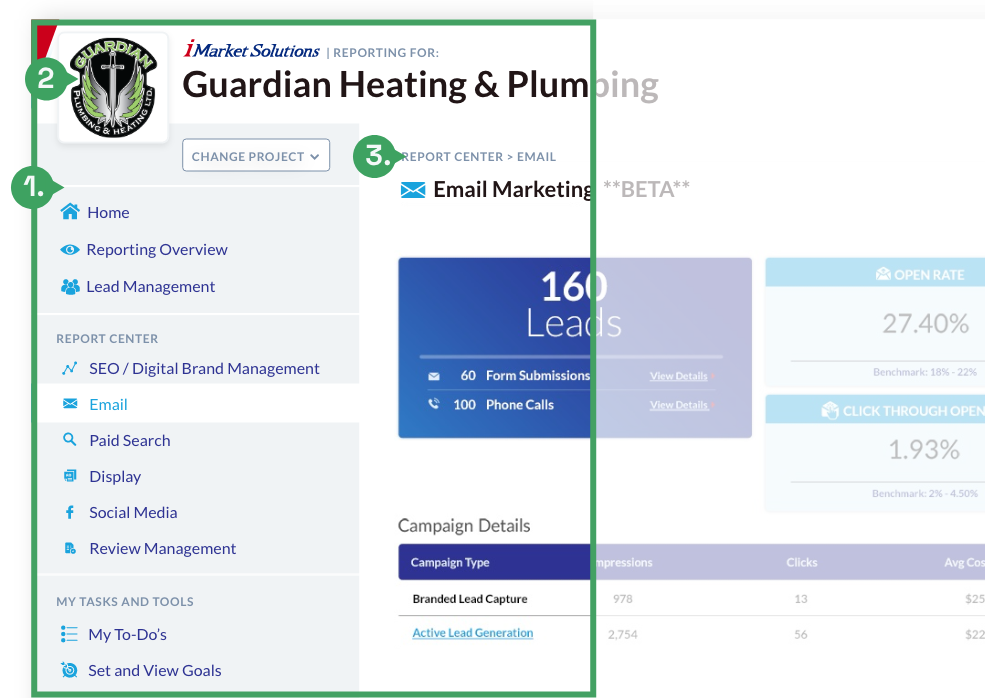 GUARDIAN
PLUMBING & HEATING LTD.
iMarket Solutions | REPORTING FOR:
Guardian Heating & Plumbing
2
CHANGE PROJECT
3.
REPORT CENTER > EMAIL
1.
Email Marketing **BETA**
Home
Reporting Overview
Lead Management
REPORT CENTER
SEO / Digital Brand Management
Email
Paid Search
Display
Social Media
Review Management
MY TASKS AND TOOLS
My To-Do's
Set and View Goals
160
Leads
60 Form Submissions View Details
100 Phone Calls View Details
OPEN RATE
27.40%
Benchmark: 18% - 22%
CLICK THROUGH OPEN
1.93%
Benchmark: 2% - 4.50%
Campaign Details
Campaign Type mpressions Clicks Avg Cos
Branded Lead Capture 978 13 $25
Active Lead Generation 2,754 56 $22